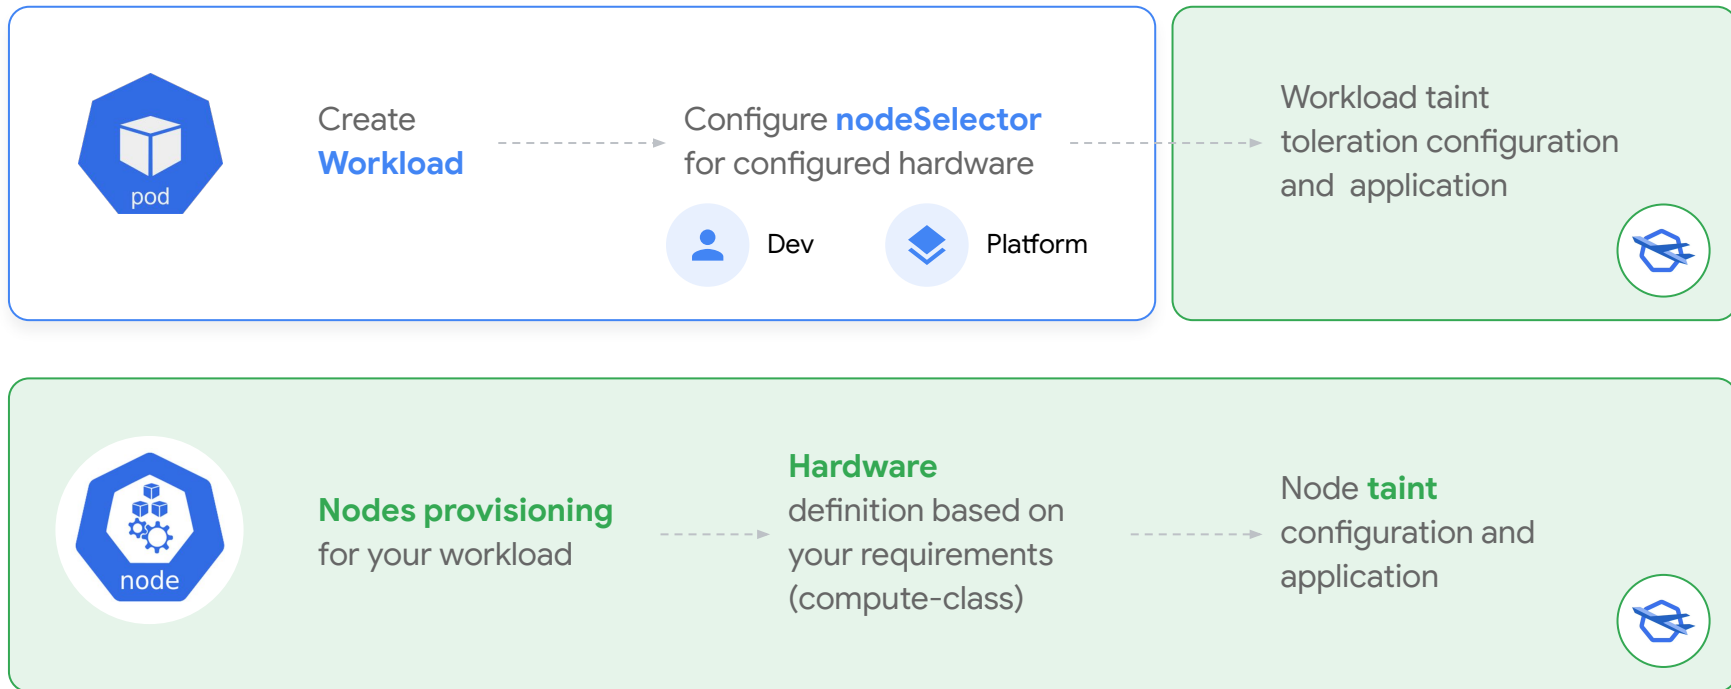 pod
Create
Workload
Configure nodeSelector
for configured hardware
Dev
Platform
Workload taint
toleration configuration
and  application
node
Nodes provisioning
for your workload
Hardware
definition based on
your requirements
(compute-class)
Node taint
configuration and
application